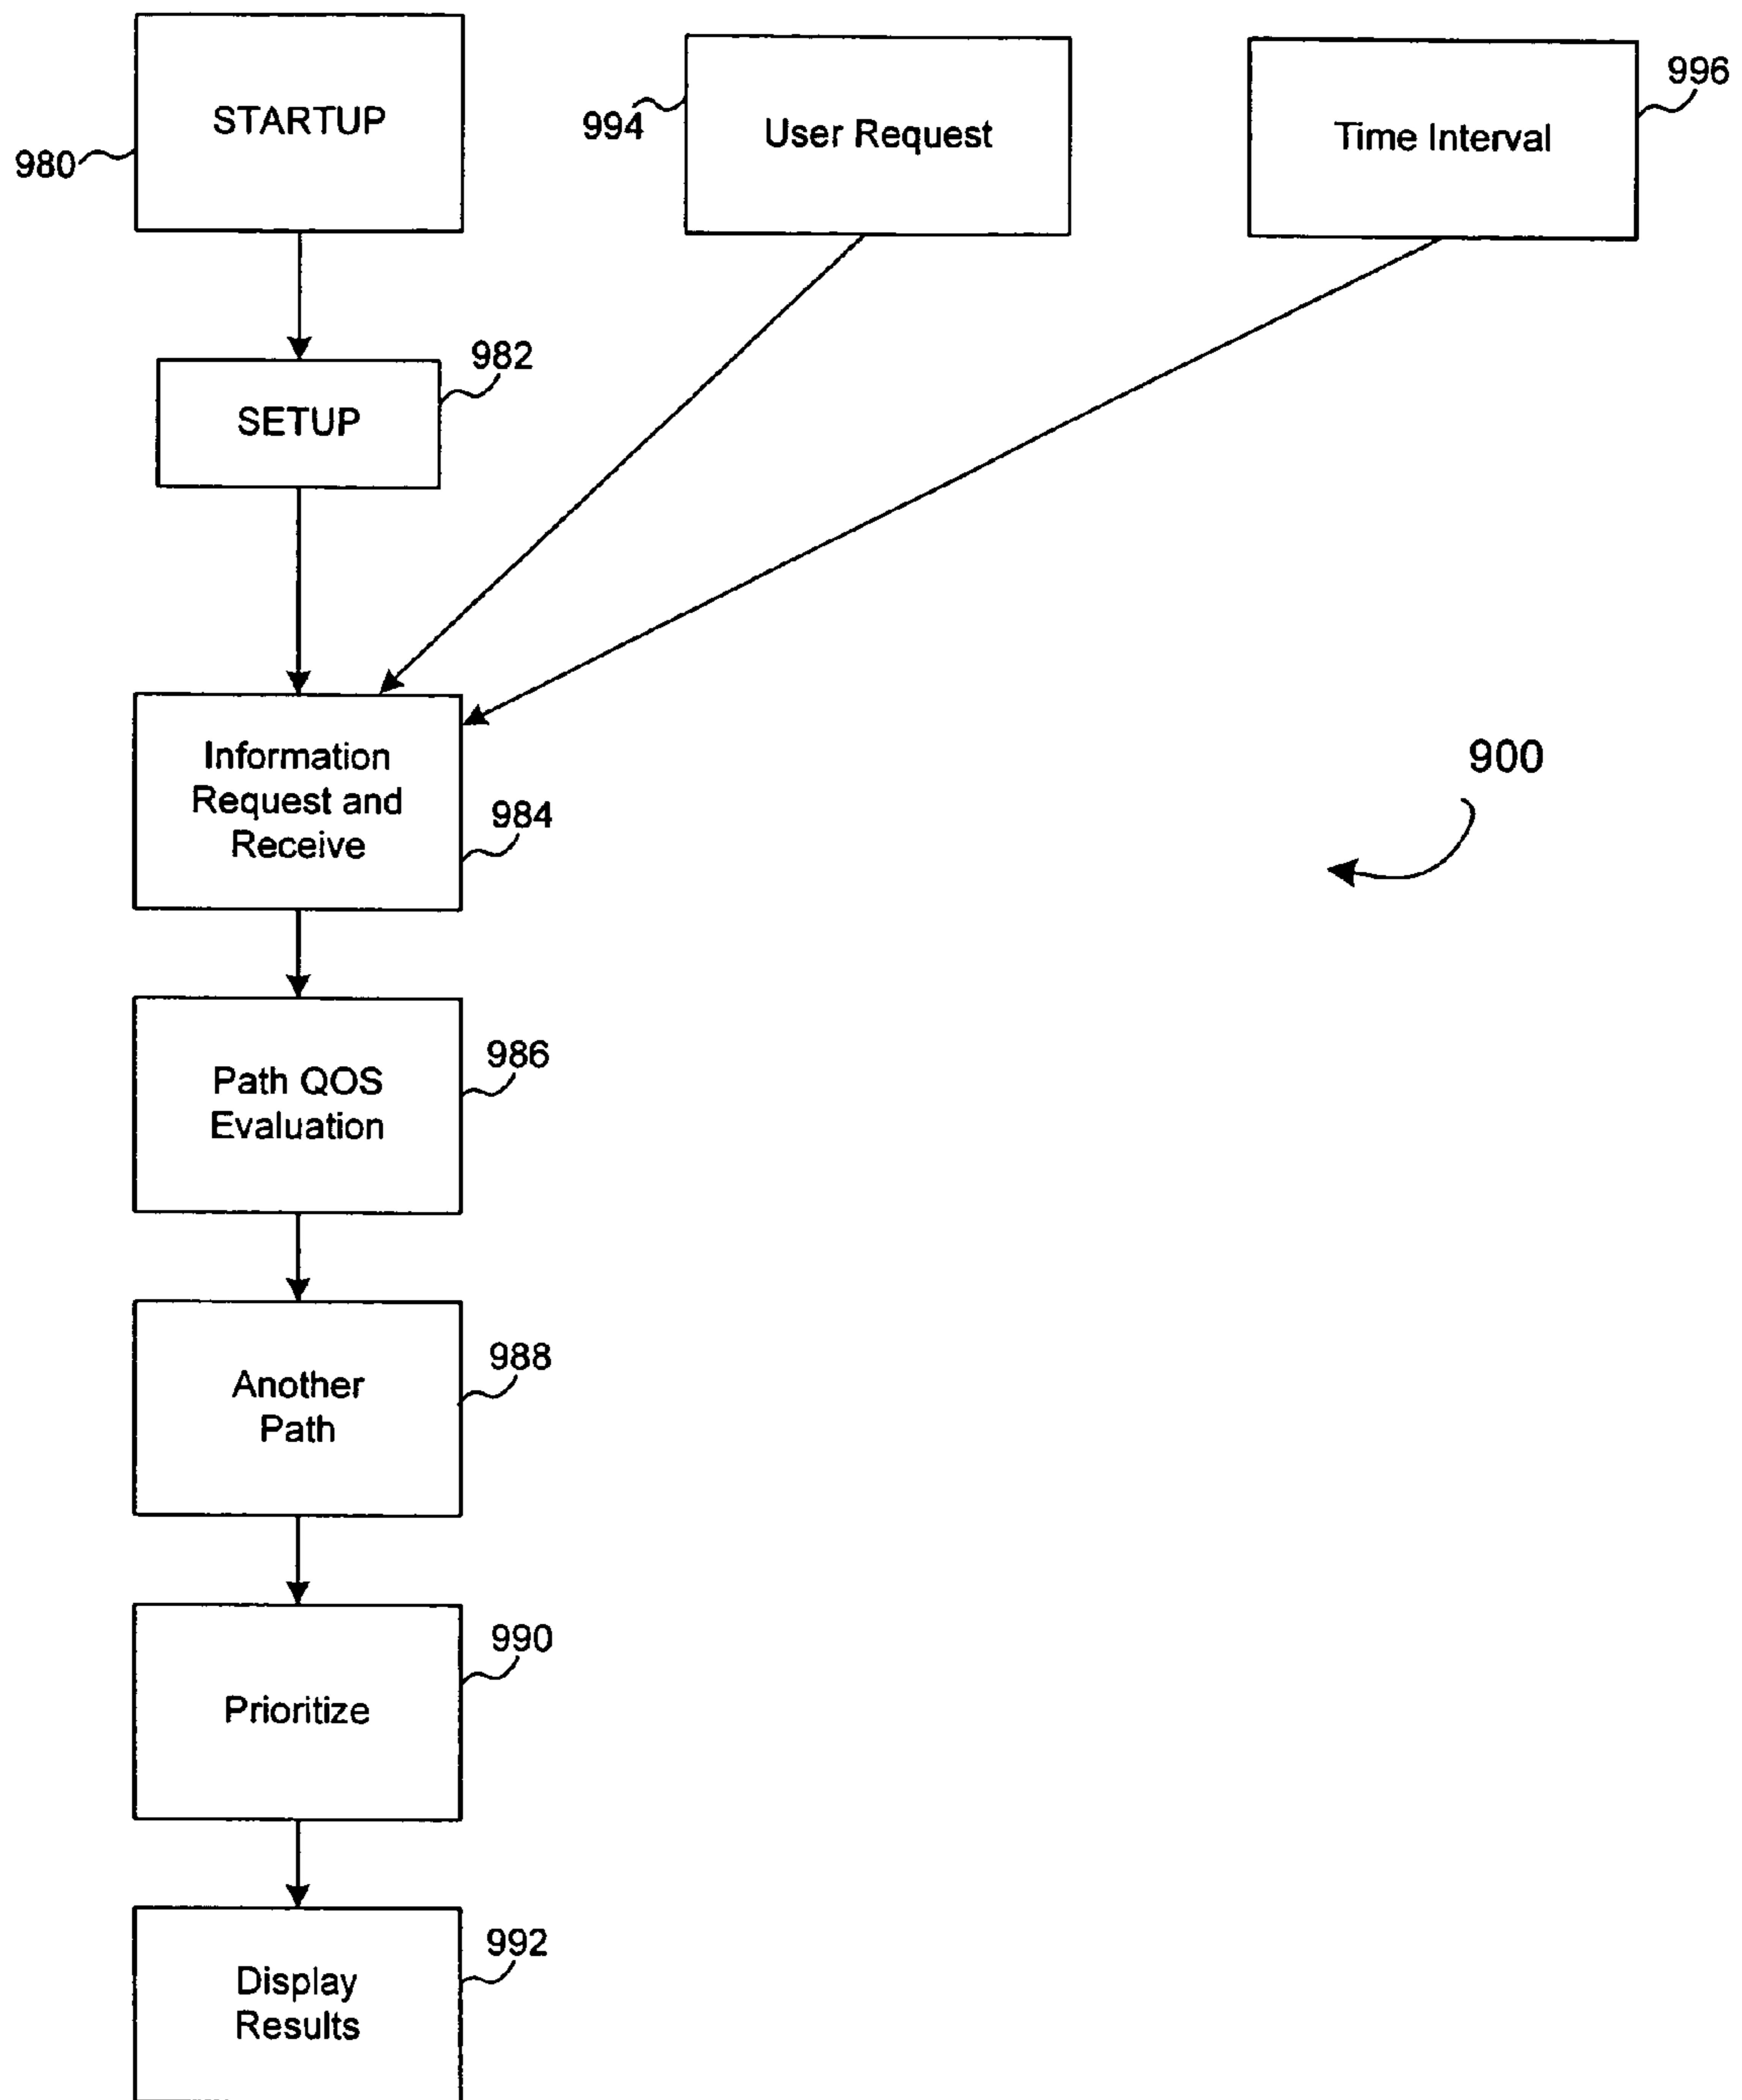 STARTUP
980
994
User Request
Time Interval
996
982
SETUP
Information
Request and
Receive
984
900
986
Path QOS
Evaluation
988
Another
Path
990
Prioritize
992
Display
Results